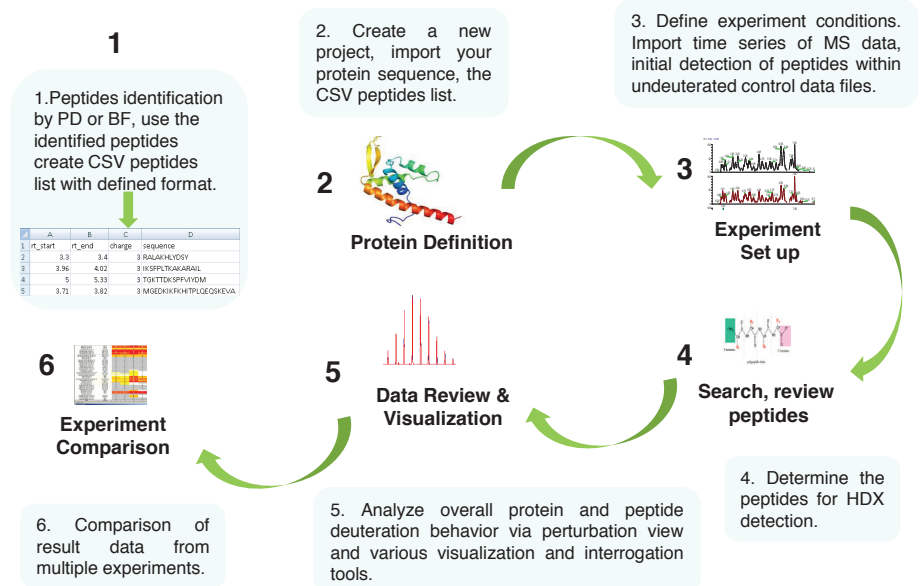 1
1.Peptides identification
by PD or BF, use the
identified peptides
create CSV peptides
list with defined format.
A B C D
1 rt_start rt_end charge sequence
2 3.3 3.4 3 RALAKHLYDSY
3 3.96 4.02 3 IKSFPLTKAKARAIL
4 5 5.33 3 TGKTTDKSPFVIYDM
5 3.71 3.82 3 MGEDKIKFKHITPLQEQSKEVA
2. Create a new
project, import your
protein sequence, the
CSV peptides list.
2
Protein Definition
3. Define experiment conditions.
Import time series of MS data,
initial detection of peptides within
undeuterated control data files.
3
Experiment
Set up
4
Search, review
peptides
4. Determine the
peptides for HDX
detection.
5
Data Review &
Visualization
5. Analyze overall protein and peptide
deuteration behavior via perturbation view
and various visualization and interrogation
tools.
6
Experiment
Comparison
6. Comparison of
result data from
multiple experiments.